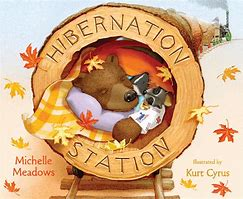 HIBERNATION
STATION
Michelle
Meadows
illustrated by
Kurt Cyrus